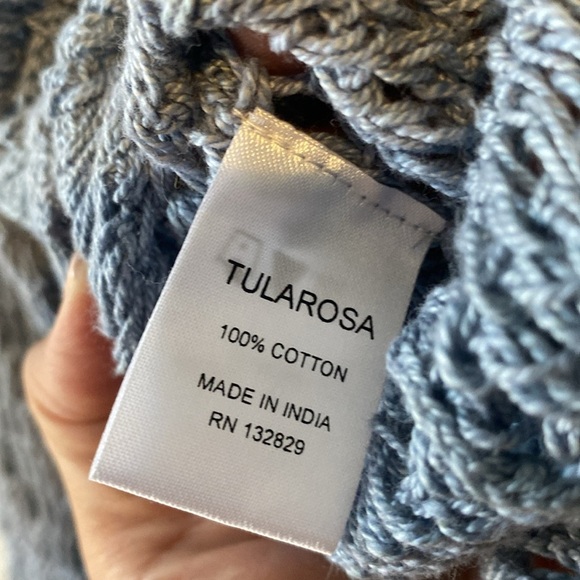 TULAROSA
100% COTTON
MADE IN INDIA
RN 132829